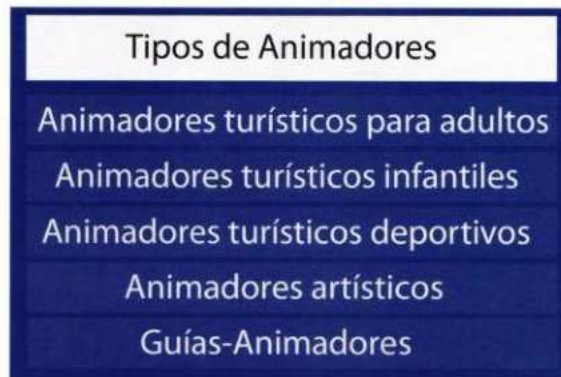 Tipos de Animadores
Animadores turísticos para adultos
Animadores turísticos infantiles
Animadores turísticos deportivos
Animadores artísticos
Guías-Animadores